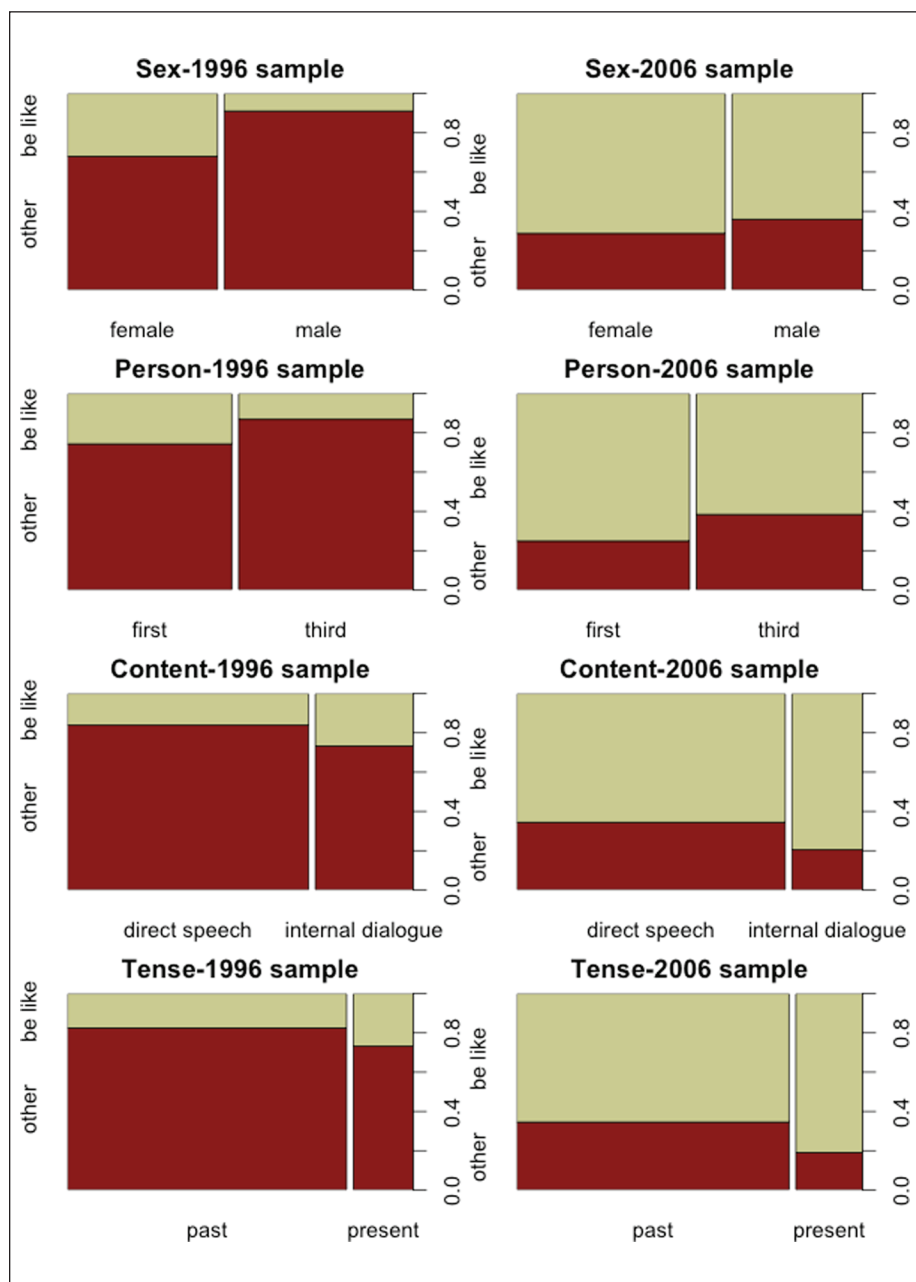 Sex-1996 sample
be like
other
0.8
0.4
0.0
female
male
Sex-2006 sample
be like
other
0.8
0.4
0.0
female
male
Person-1996 sample
be like
other
0.8
0.4
0.0
first
third
Person-2006 sample
be like
other
0.8
0.4
0.0
first
third
Content-1996 sample
be like
other
0.8
0.4
0.0
direct speech
internal dialogue
Content-2006 sample
be like
other
0.8
0.4
0.0
direct speech
internal dialogue
Tense-1996 sample
be like
other
0.8
0.4
0.0
past
present
Tense-2006 sample
be like
other
0.8
0.4
0.0
past
present